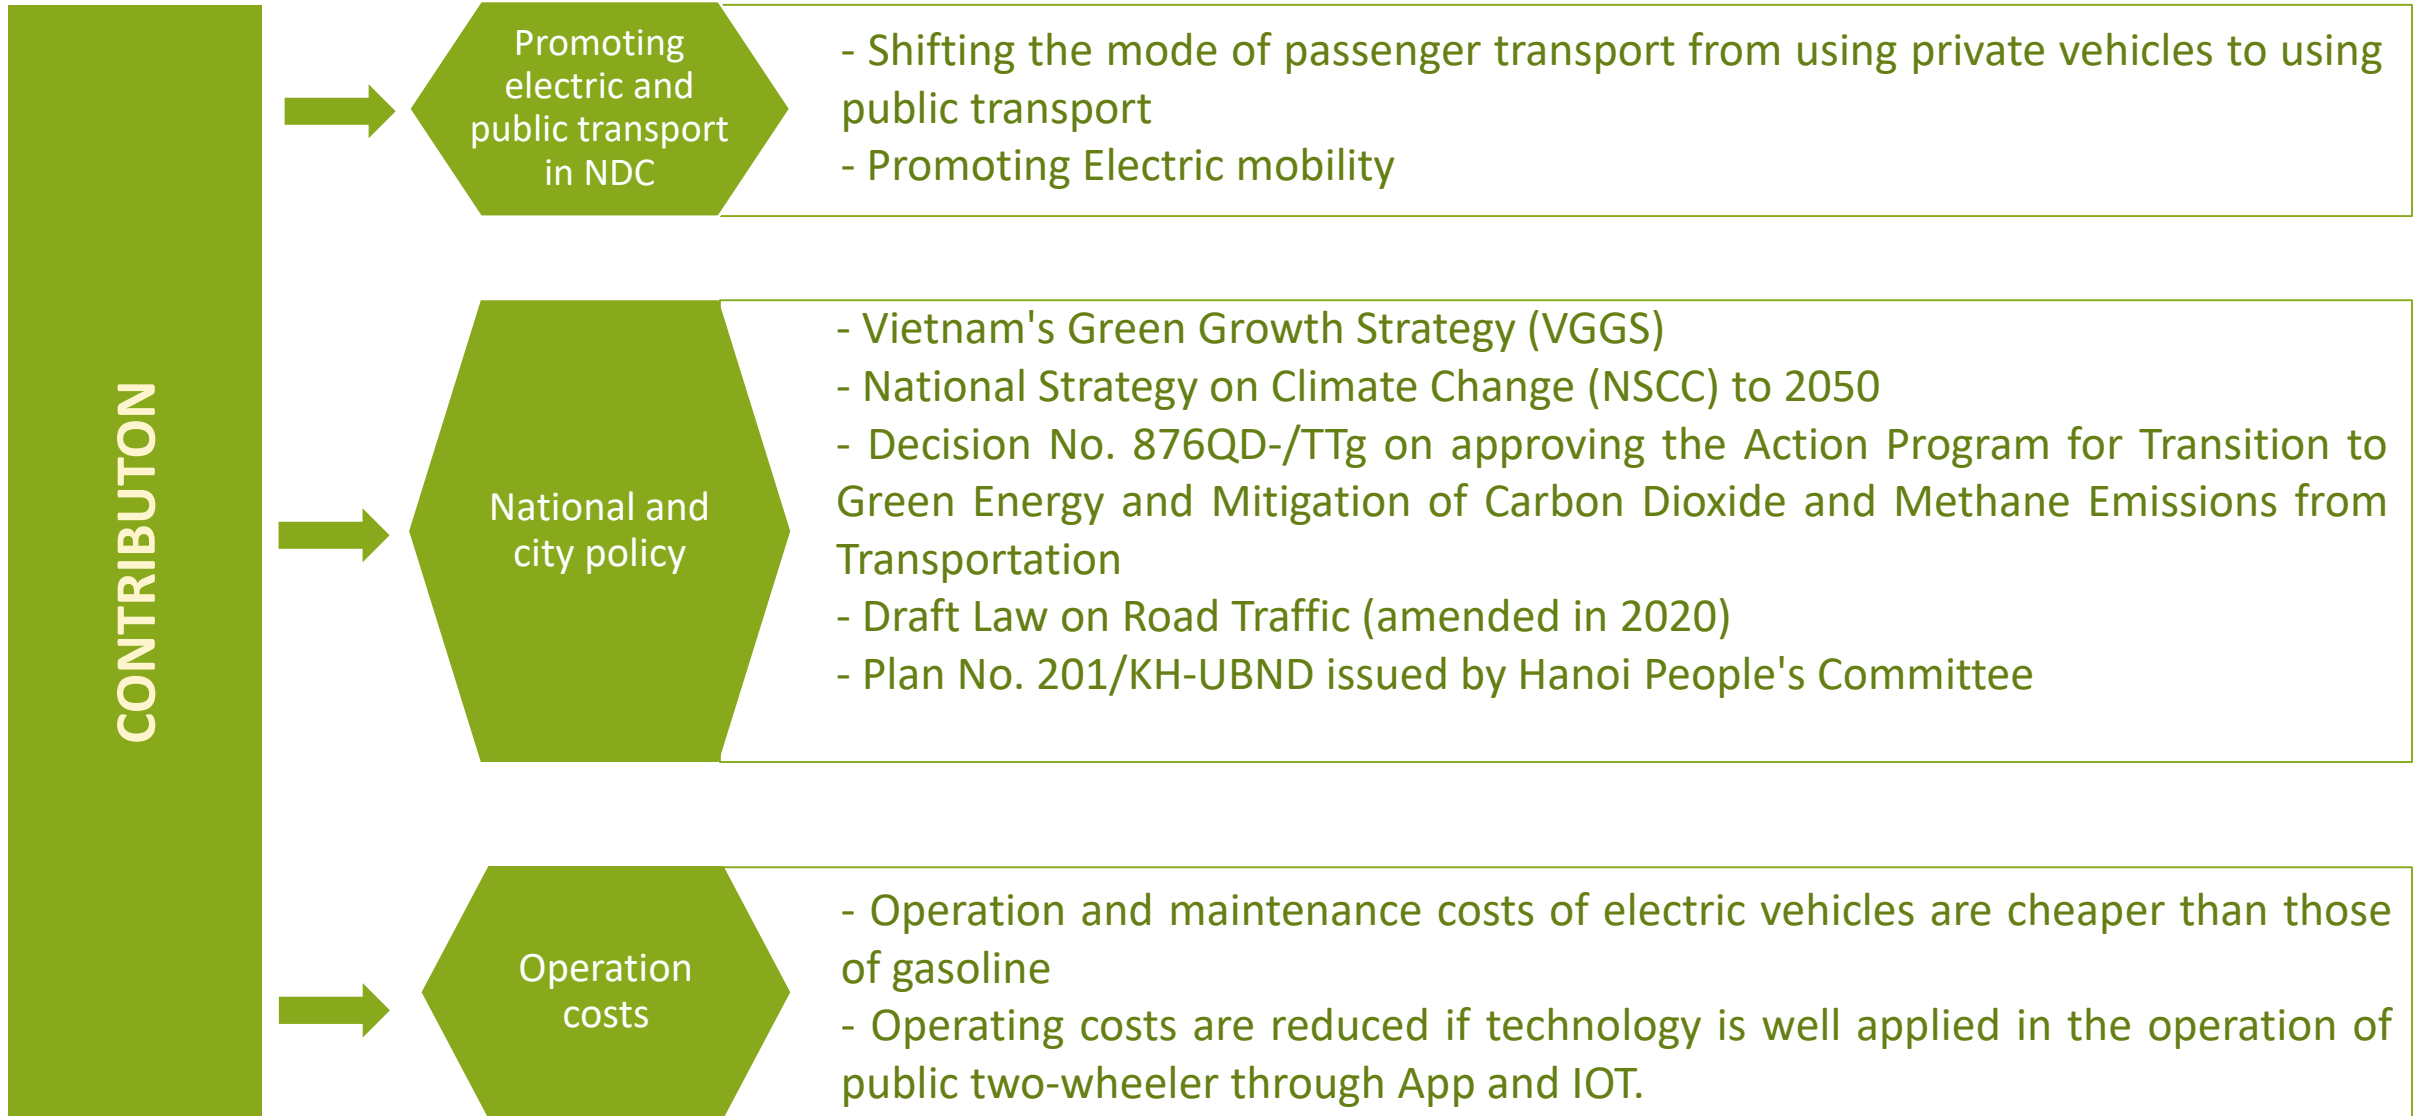 CONTRIBUTON
Promoting
electric and
public transport
in NDC
- Shifting the mode of passenger transport from using private vehicles to using
public transport
- Promoting Electric mobility
National and
city policy
- Vietnam's Green Growth Strategy (VGGS)
- National Strategy on Climate Change (NSCC) to 2050
- Decision No. 876QD-/TTg on approving the Action Program for Transition to
Green Energy and Mitigation of Carbon Dioxide and Methane Emissions from
Transportation
- Draft Law on Road Traffic (amended in 2020)
- Plan No. 201/KH-UBND issued by Hanoi People's Committee
Operation
costs
- Operation and maintenance costs of electric vehicles are cheaper than those
of gasoline
- Operating costs are reduced if technology is well applied in the operation of
public two-wheeler through App and IOT.